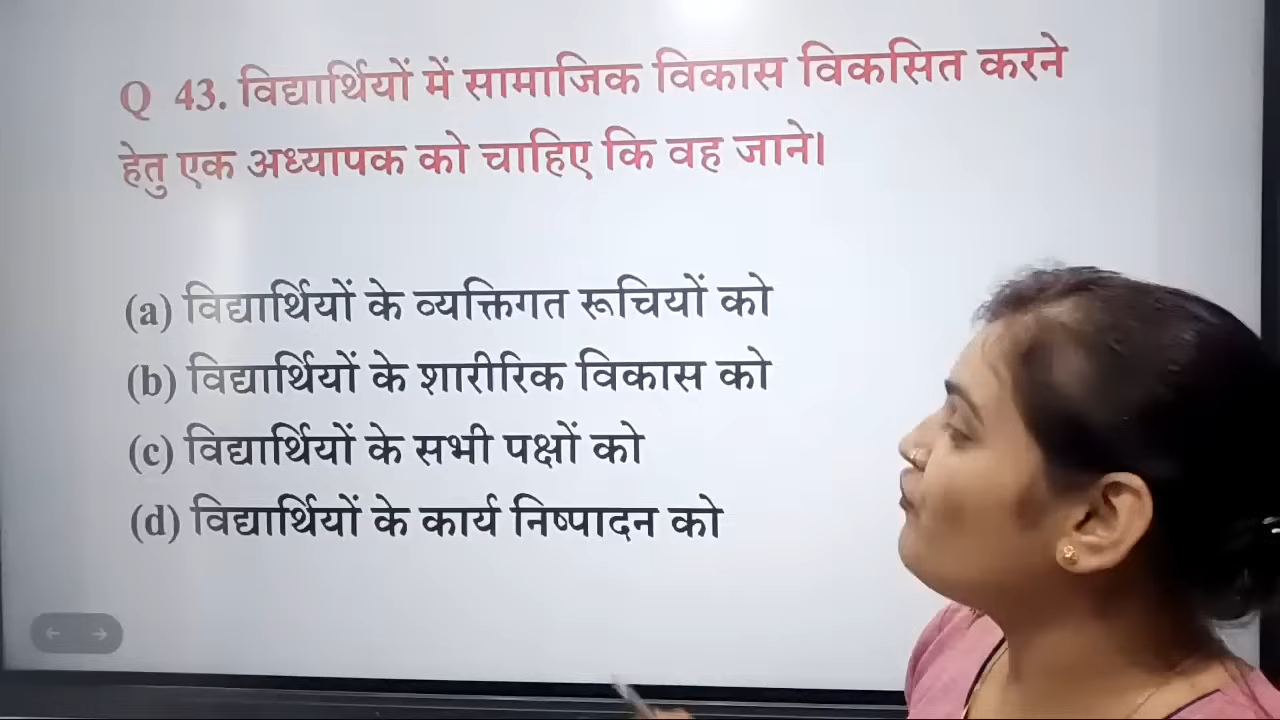 Q 43. विद्यार्थियों में सामाजिक विकास विकसित करने
हेतु एक अध्यापक को चाहिए कि वह जाने।
(a) विद्यार्थियों के व्यक्तिगत रूचियों को
(b) विद्यार्थियों के शारीरिक विकास को
(c) विद्यार्थियों के सभी पक्षों को
(d) विद्यार्थियों के कार्य निष्पादन को